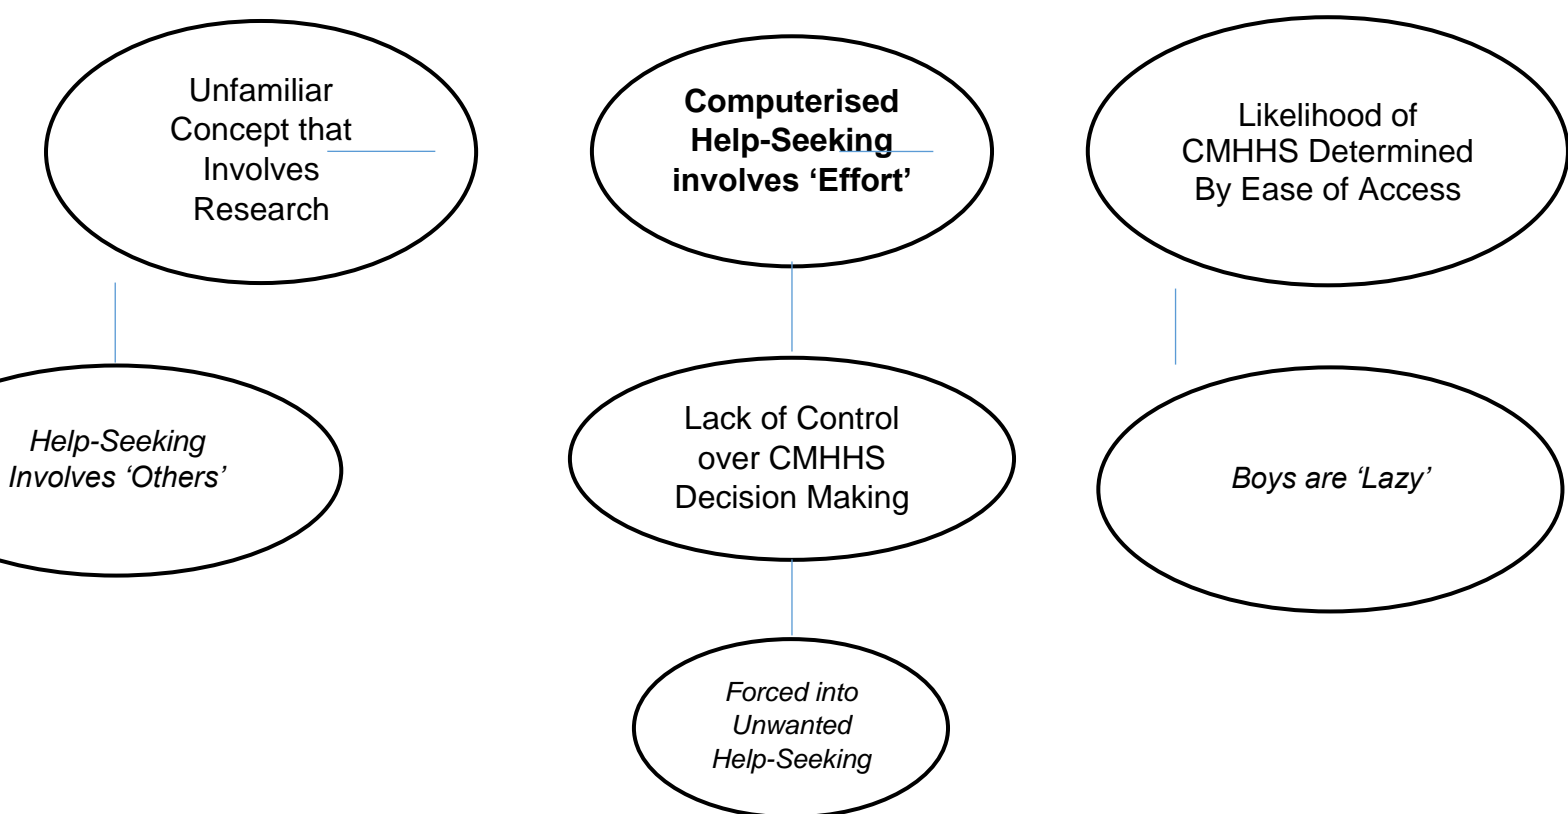 Unfamiliar
Concept that
Involves
Research
Computerised
Help-Seeking
involves ‘Effort’
Likelihood of
CMHHS Determined
By Ease of Access
Help-Seeking
Involves ‘Others’
Lack of Control
over CMHHS
Decision Making
Boys are ‘Lazy’
Forced into
Unwanted
Help-Seeking